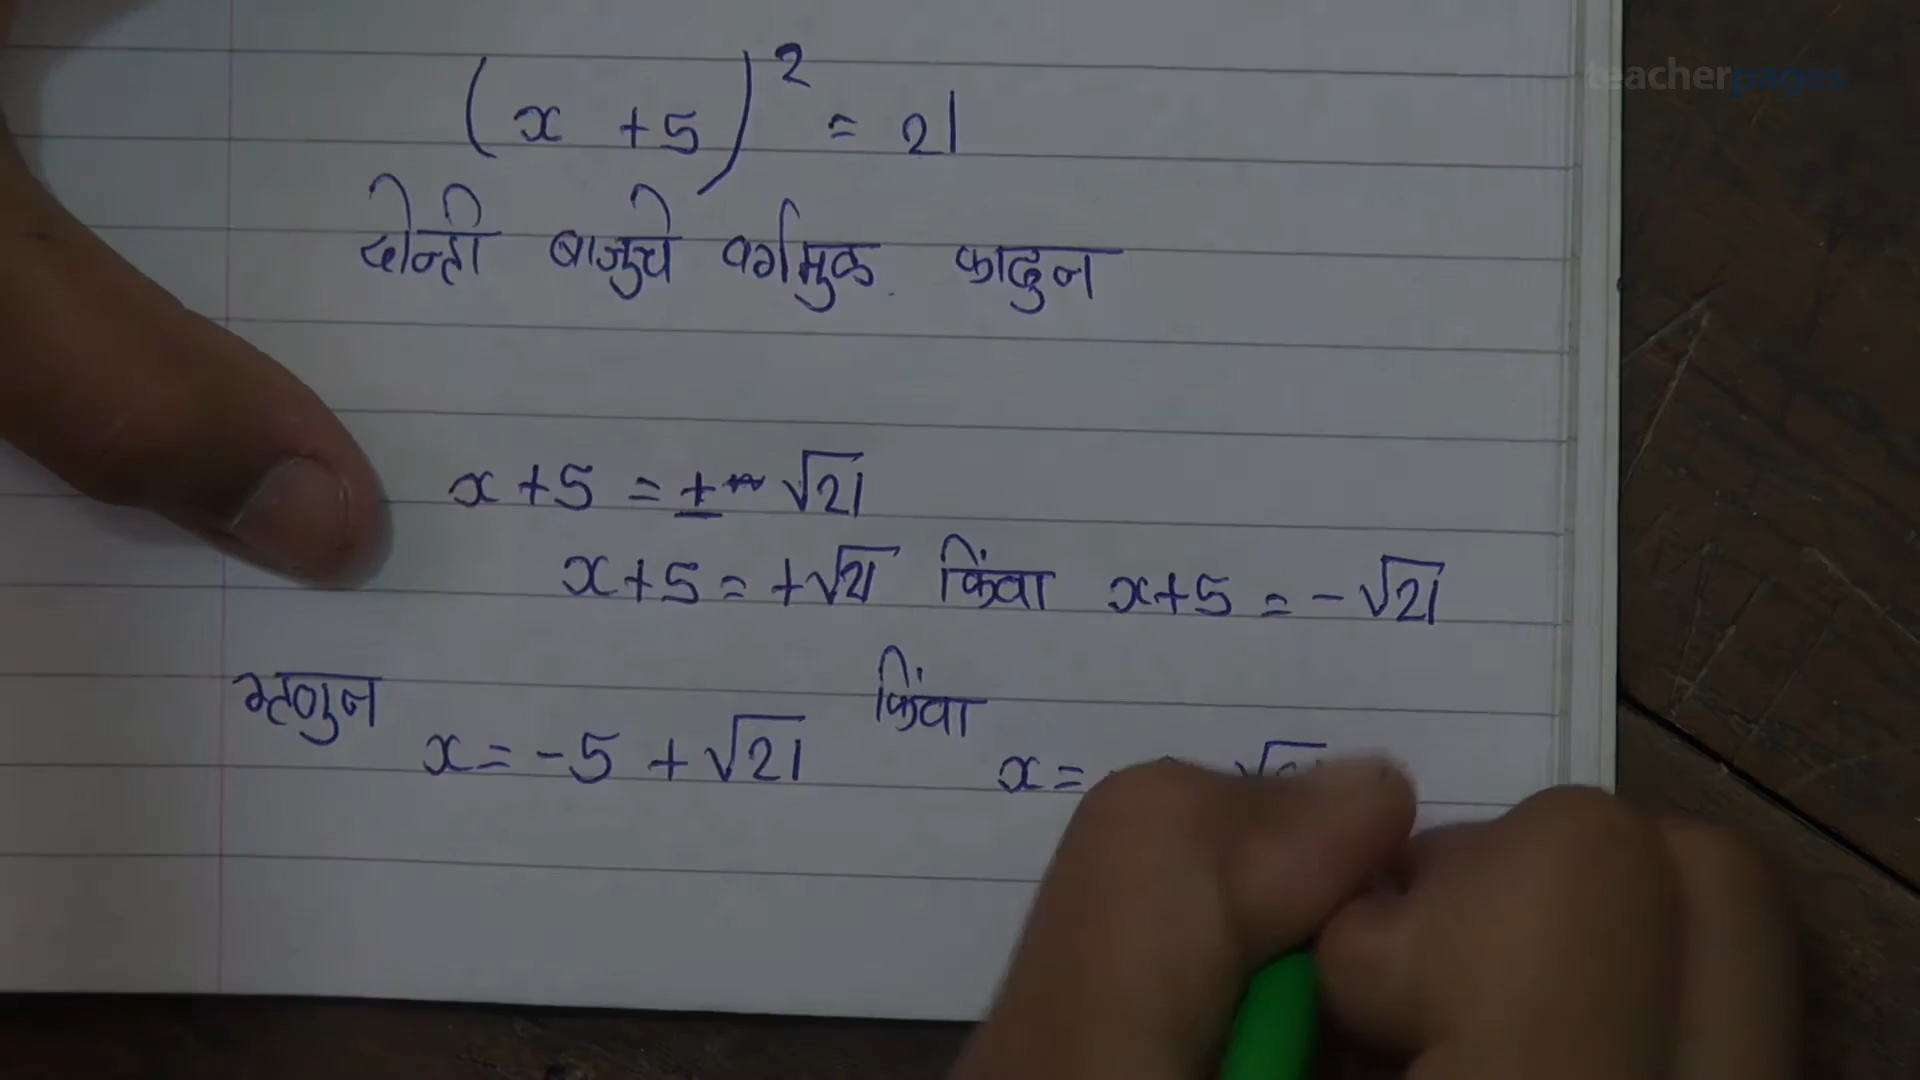 teacherpages
(x +5)² = 21
दोन्ही बाजुचे वर्गमुळ काढुन
x+5 = ± √21
x+5 = +√21 किंवा x+5 = -√21
म्हणुन x = -5 + √21 किंवा x =